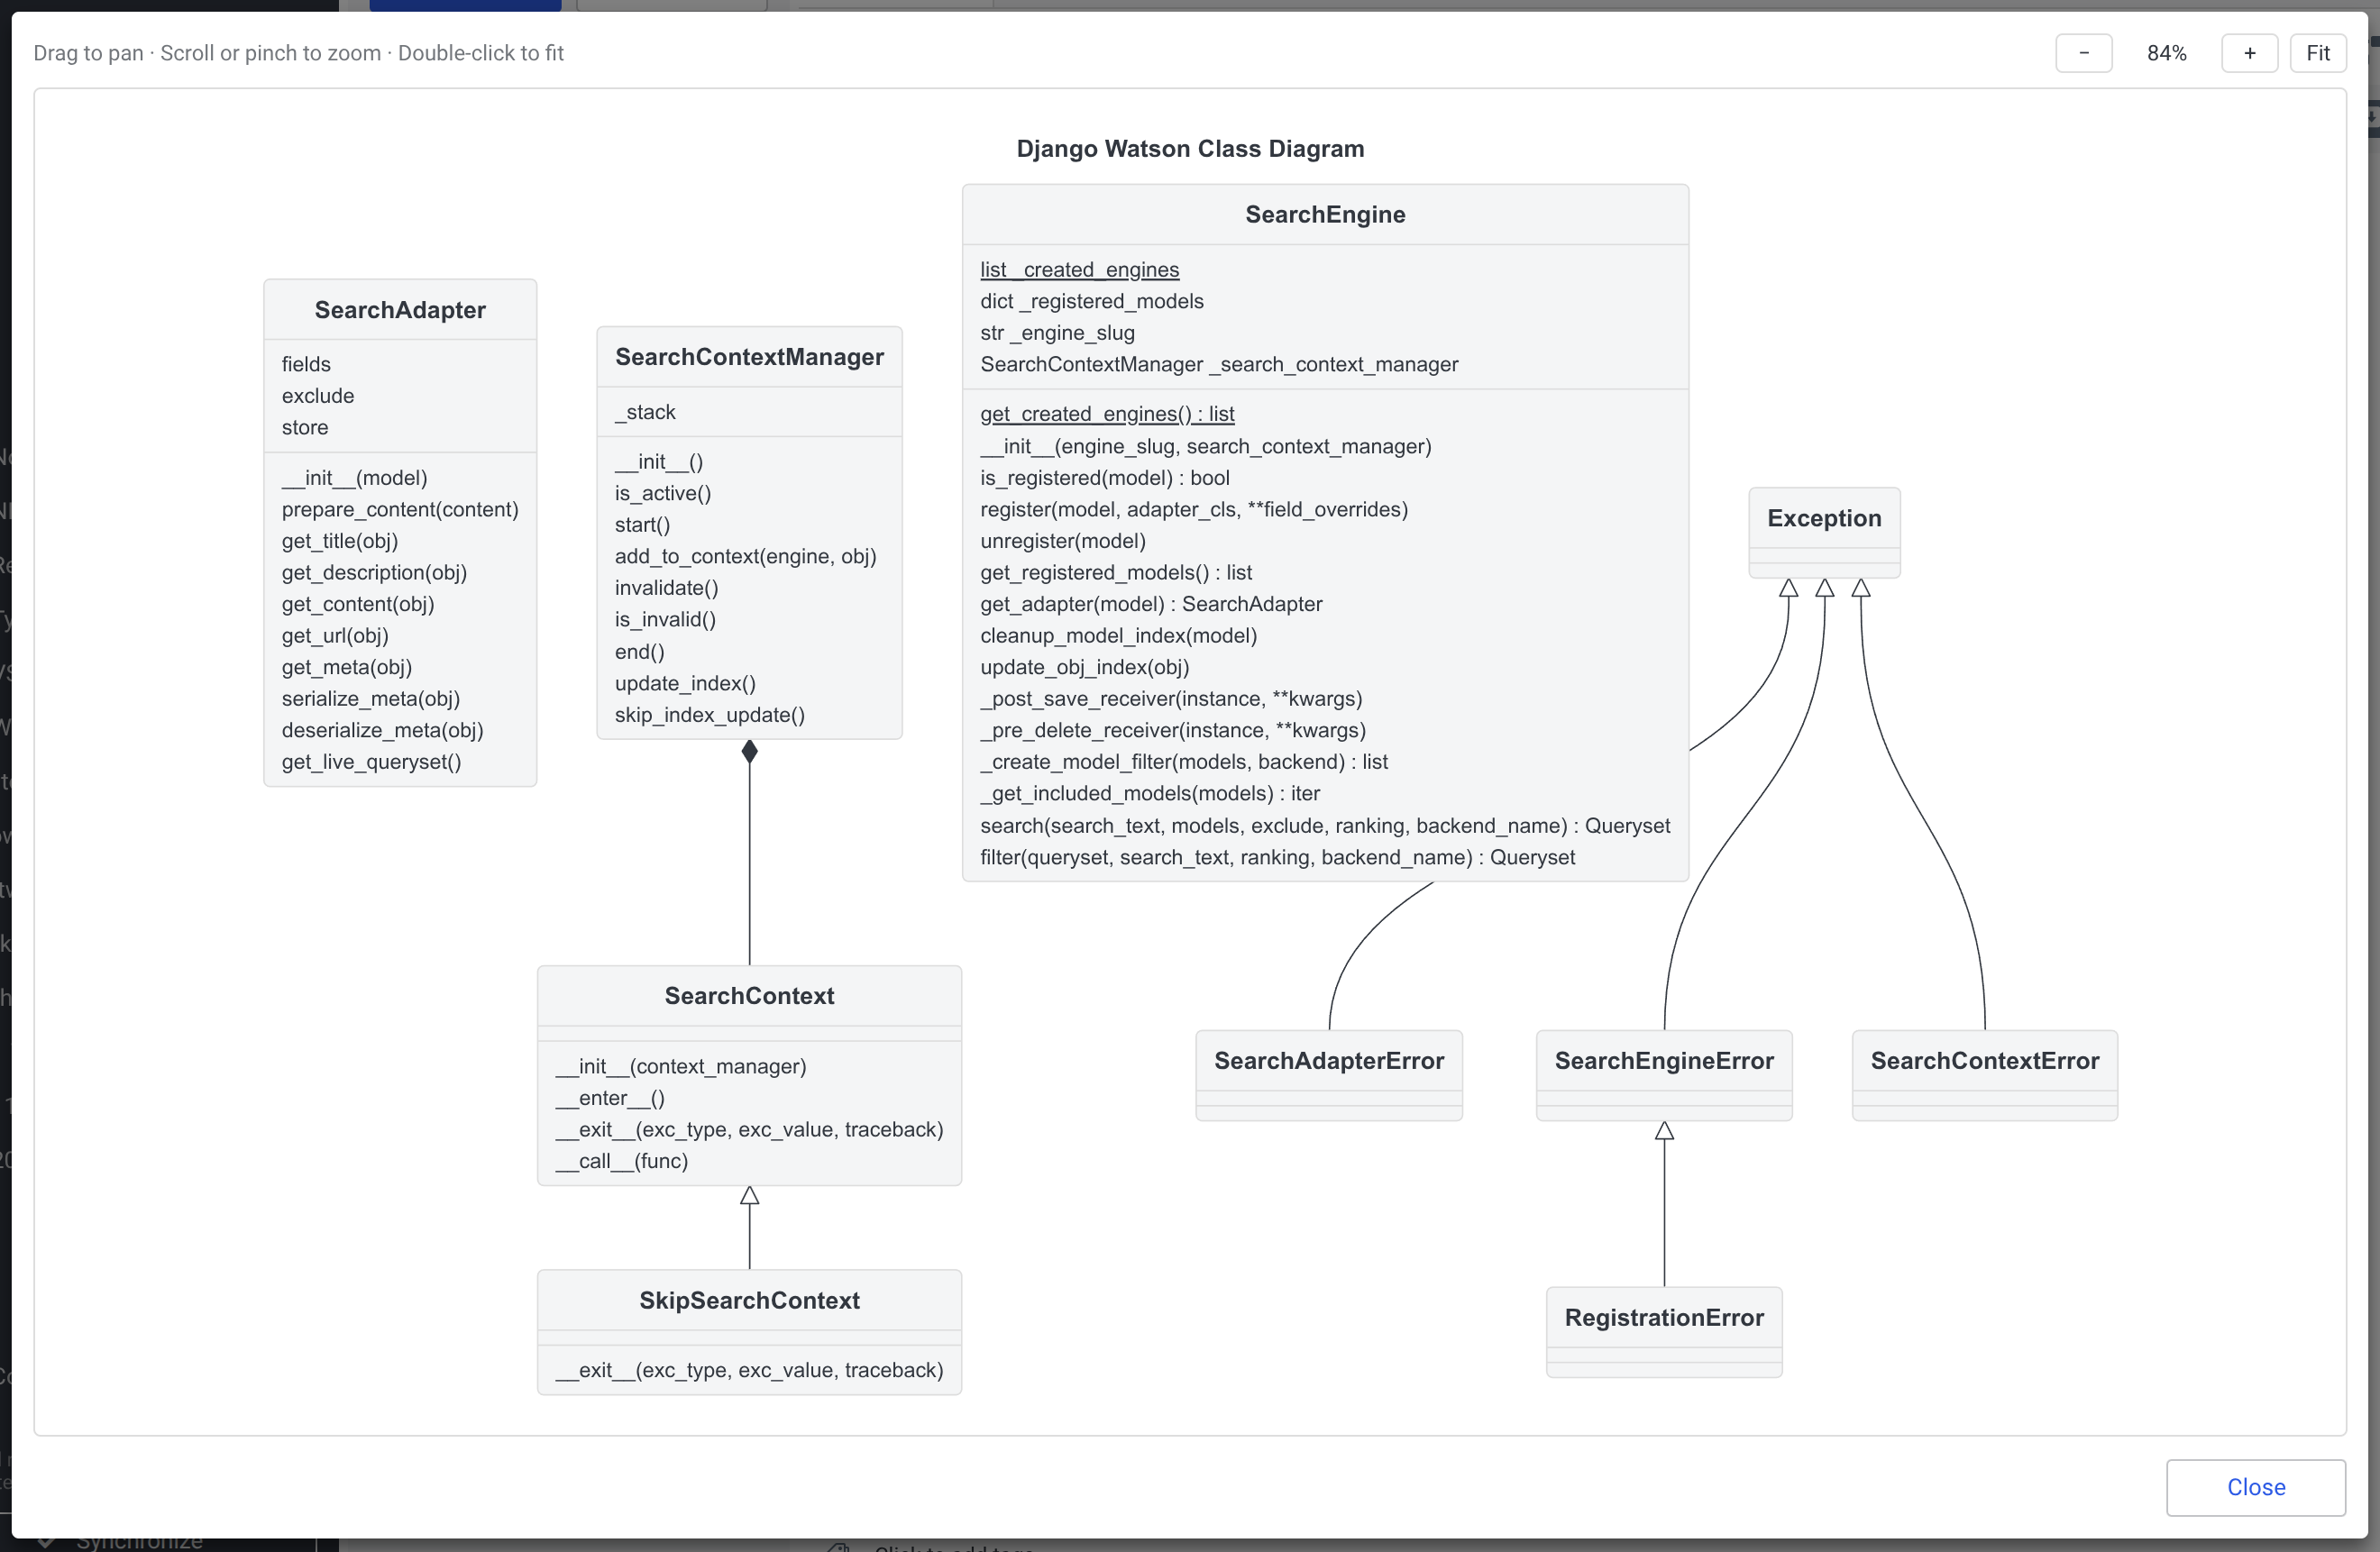 Drag to pan · Scroll or pinch to zoom · Double-click to fit
−
84%
+
Fit
Django Watson Class Diagram
SearchAdapter
fields
exclude
store
__init__(model)
prepare_content(content)
get_title(obj)
get_description(obj)
get_content(obj)
get_url(obj)
get_meta(obj)
serialize_meta(obj)
deserialize_meta(obj)
get_live_queryset()
SearchContextManager
_stack
__init__()
is_active()
start()
add_to_context(engine, obj)
invalidate()
is_invalid()
end()
update_index()
skip_index_update()
SearchEngine
list _created_engines
dict _registered_models
str _engine_slug
SearchContextManager _search_context_manager
get_created_engines() : list
__init__(engine_slug, search_context_manager)
is_registered(model) : bool
register(model, adapter_cls, **field_overrides)
unregister(model)
get_registered_models() : list
get_adapter(model) : SearchAdapter
cleanup_model_index(model)
update_obj_index(obj)
_post_save_receiver(instance, **kwargs)
_pre_delete_receiver(instance, **kwargs)
_create_model_filter(models, backend) : list
_get_included_models(models) : iter
search(search_text, models, exclude, ranking, backend_name) : Queryset
filter(queryset, search_text, ranking, backend_name) : Queryset
Exception
SearchContext
__init__(context_manager)
__enter__()
__exit__(exc_type, exc_value, traceback)
__call__(func)
SearchAdapterError
SearchEngineError
SearchContextError
SkipSearchContext
__exit__(exc_type, exc_value, traceback)
RegistrationError
Close
Synchronize